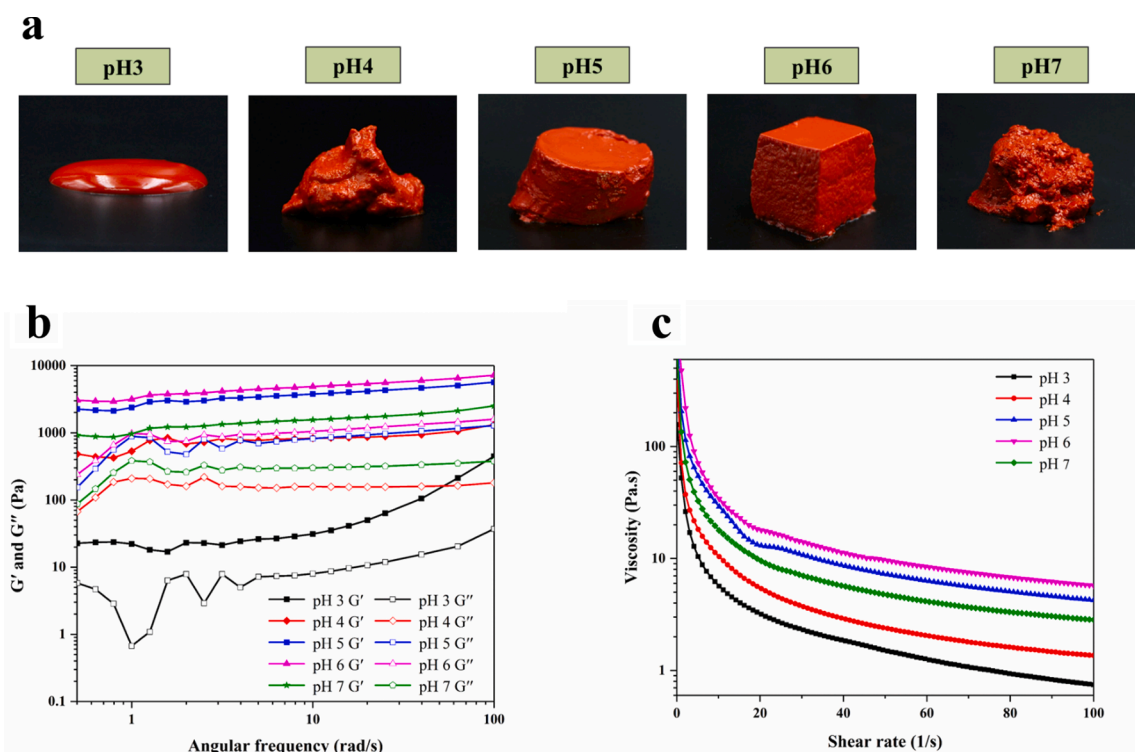 a
pH3 pH4 pH5 pH6 pH7
b
10000
1000
100
10
1
0.1
G′ and G″ (Pa)
pH 3 G′ pH 3 G″
pH 4 G′ pH 4 G″
pH 5 G′ pH 5 G″
pH 6 G′ pH 6 G″
pH 7 G′ pH 7 G″
1 10 100
Angular frequency (rad/s)
c
100
10
1
Viscosity (Pa.s)
pH 3
pH 4
pH 5
pH 6
pH 7
0 20 40 60 80 100
Shear rate (1/s)